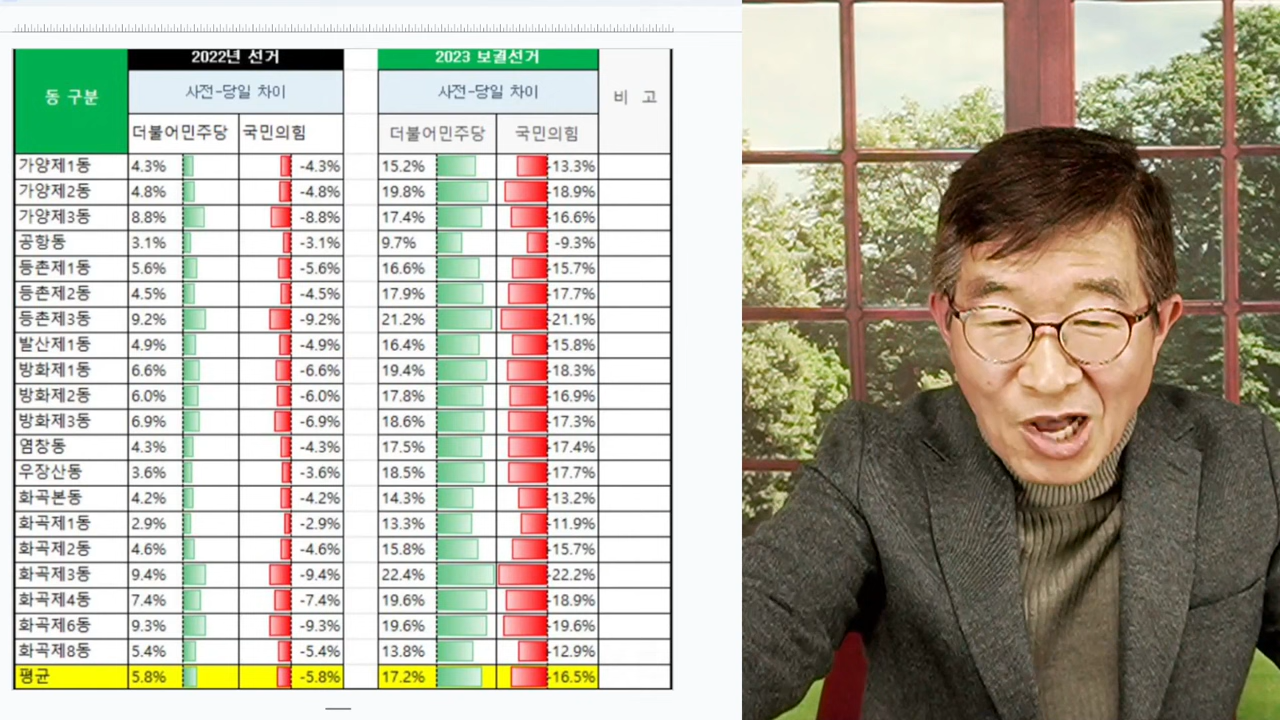 2022년 선거 2023 보궐선거
동 구분 사전-당일 차이 사전-당일 차이 비 고
더불어민주당 국민의힘 더불어민주당 국민의힘
가양제1동 4.3% -4.3% 15.2% -13.3%
가양제2동 4.8% -4.8% 19.8% -18.9%
가양제3동 8.8% -8.8% 17.4% -16.6%
공항동 3.1% -3.1% 9.7% -9.3%
등촌제1동 5.6% -5.6% 16.6% -15.7%
등촌제2동 4.5% -4.5% 17.9% -17.7%
등촌제3동 9.2% -9.2% 21.2% -21.1%
발산제1동 4.9% -4.9% 16.4% -15.8%
방화제1동 6.6% -6.6% 19.4% -18.3%
방화제2동 6.0% -6.0% 17.8% -16.9%
방화제3동 6.9% -6.9% 18.6% -17.3%
염창동 4.3% -4.3% 17.5% -17.4%
우장산동 3.6% -3.6% 18.5% -17.7%
화곡본동 4.2% -4.2% 14.3% -13.2%
화곡제1동 2.9% -2.9% 13.3% -11.9%
화곡제2동 4.6% -4.6% 15.8% -15.7%
화곡제3동 9.4% -9.4% 22.4% -22.2%
화곡제4동 7.4% -7.4% 19.6% -18.9%
화곡제6동 9.3% -9.3% 19.6% -19.6%
화곡제8동 5.4% -5.4% 13.8% -12.9%
평균 5.8% -5.8% 17.2% -16.5%